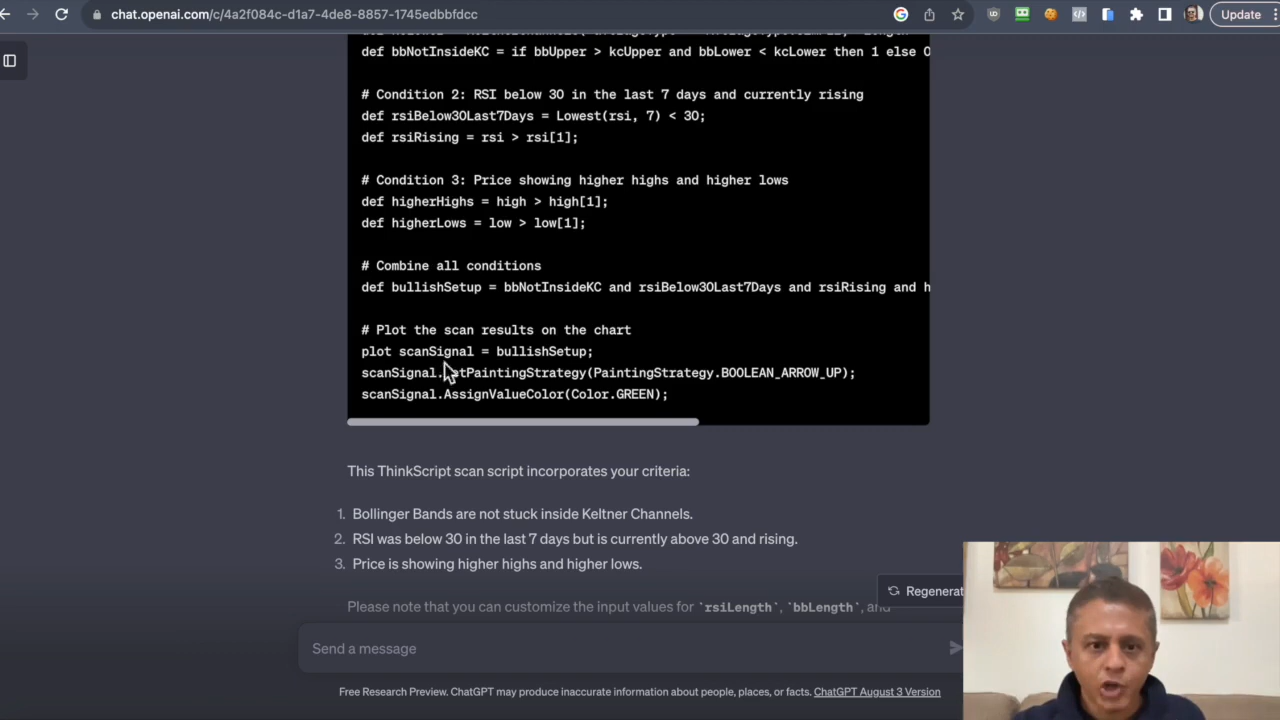 chat.openai.com/c/4a2f084c-d1a7-4de8-8857-1745edbbfdcc
Update
def bbNotInsideKC = if bbUpper > kcUpper and bbLower < kcLower then 1 else 0
# Condition 2: RSI below 30 in the last 7 days and currently rising
def rsiBelow30Last7Days = Lowest(rsi, 7) < 30;
def rsiRising = rsi > rsi[1];
# Condition 3: Price showing higher highs and higher lows
def higherHighs = high > high[1];
def higherLows = low > low[1];
# Combine all conditions
def bullishSetup = bbNotInsideKC and rsiBelow30Last7Days and rsiRising and h
# Plot the scan results on the chart
plot scanSignal = bullishSetup;
scanSignal.SetPaintingStrategy(PaintingStrategy.BOOLEAN_ARROW_UP);
scanSignal.AssignValueColor(Color.GREEN);
This ThinkScript scan script incorporates your criteria:
1. Bollinger Bands are not stuck inside Keltner Channels.
2. RSI was below 30 in the last 7 days but is currently above 30 and rising.
3. Price is showing higher highs and higher lows.
Regenerat
Please note that you can customize the input values for `rsiLength`, `bbLength`, and
Send a message
Free Research Preview. ChatGPT may produce inaccurate information about people, places, or facts. ChatGPT August 3 Version